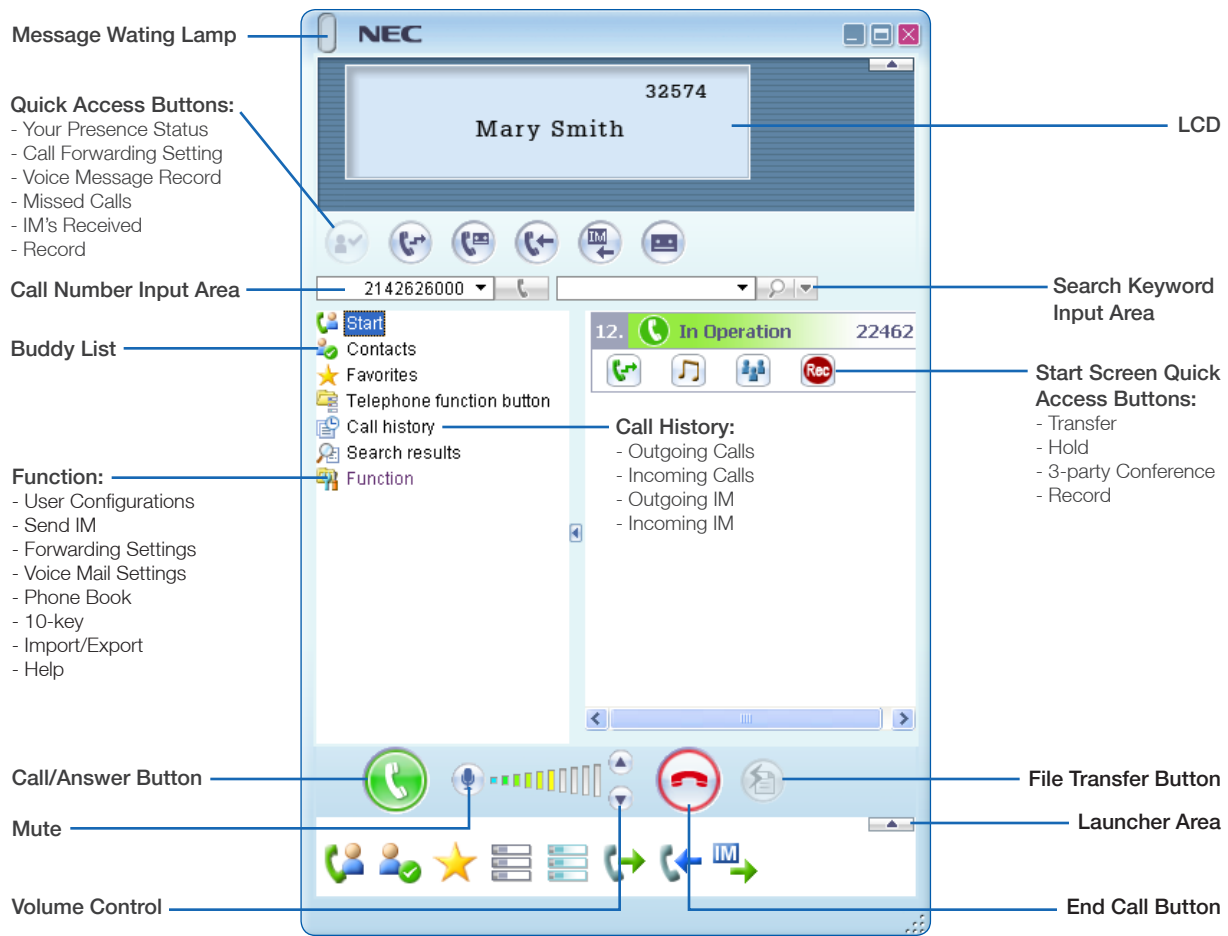 Message Wating Lamp
NEC
Quick Access Buttons:
- Your Presence Status
- Call Forwarding Setting
- Voice Message Record
- Missed Calls
- IM's Received
- Record
32574
Mary Smith
LCD
IM
Call Number Input Area
2142626000
Search Keyword
Input Area
Buddy List
Start
Contacts
Favorites
Telephone function button
Call history
Search results
Function
12.
In Operation
22462
Rec
Start Screen Quick
Access Buttons:
- Transfer
- Hold
- 3-party Conference
- Record
Call History:
- Outgoing Calls
- Incoming Calls
- Outgoing IM
- Incoming IM
Function:
- User Configurations
- Send IM
- Forwarding Settings
- Voice Mail Settings
- Phone Book
- 10-key
- Import/Export
- Help
Call/Answer Button
File Transfer Button
Mute
Launcher Area
IM
Volume Control
End Call Button